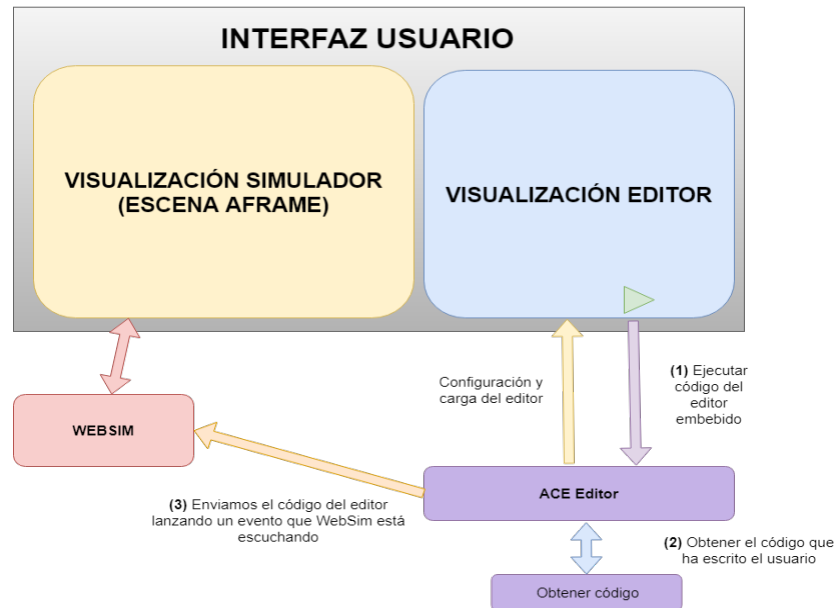 INTERFAZ USUARIO
VISUALIZACIÓN SIMULADOR
(ESCENA AFRAME)
VISUALIZACIÓN EDITOR
Configuración y
carga del editor
(1) Ejecutar
código del
editor
embebido
WEBSIM
ACE Editor
(3) Enviamos el código del editor
lanzando un evento que WebSim está
escuchando
(2) Obtener el código que
ha escrito el usuario
Obtener código